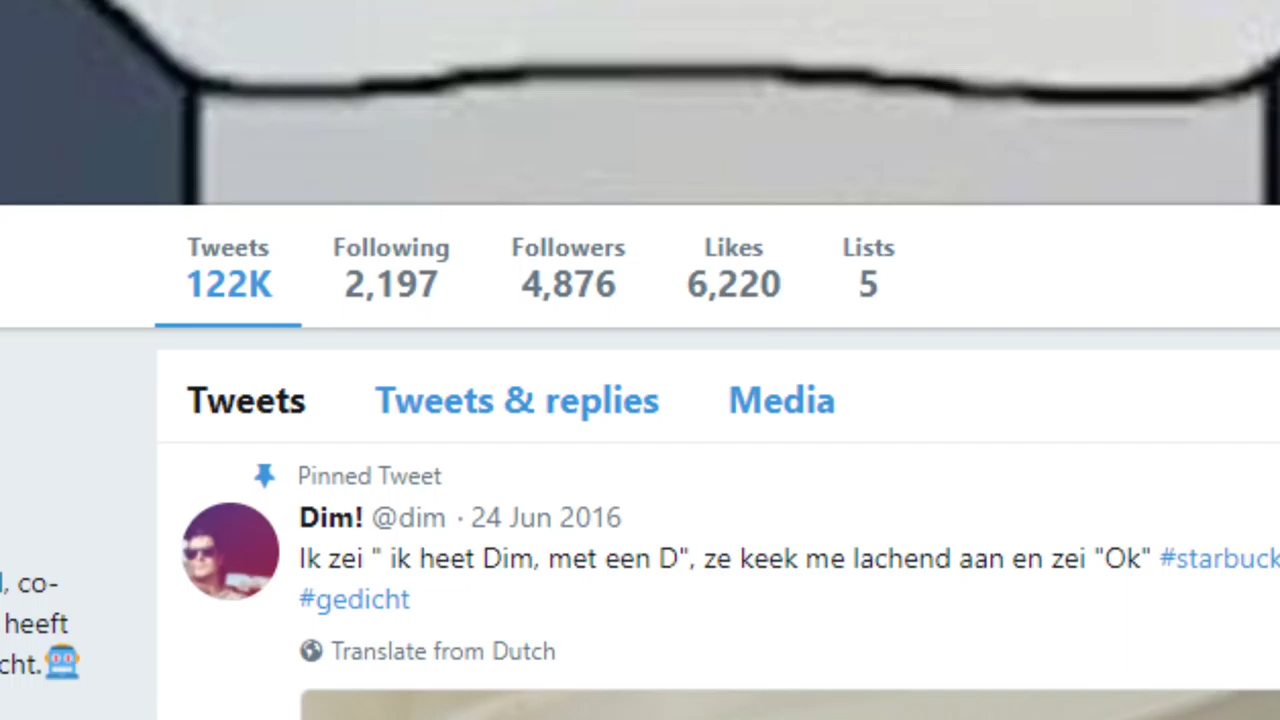 Tweets Following Followers Likes Lists
122K 2,197 4,876 6,220 5
Tweets Tweets & replies Media
Pinned Tweet
Dim! @dim · 24 Jun 2016
Ik zei " ik heet Dim, met een D", ze keek me lachend aan en zei "Ok" #starbuck
#gedicht
Translate from Dutch
, co-
heeft
cht.